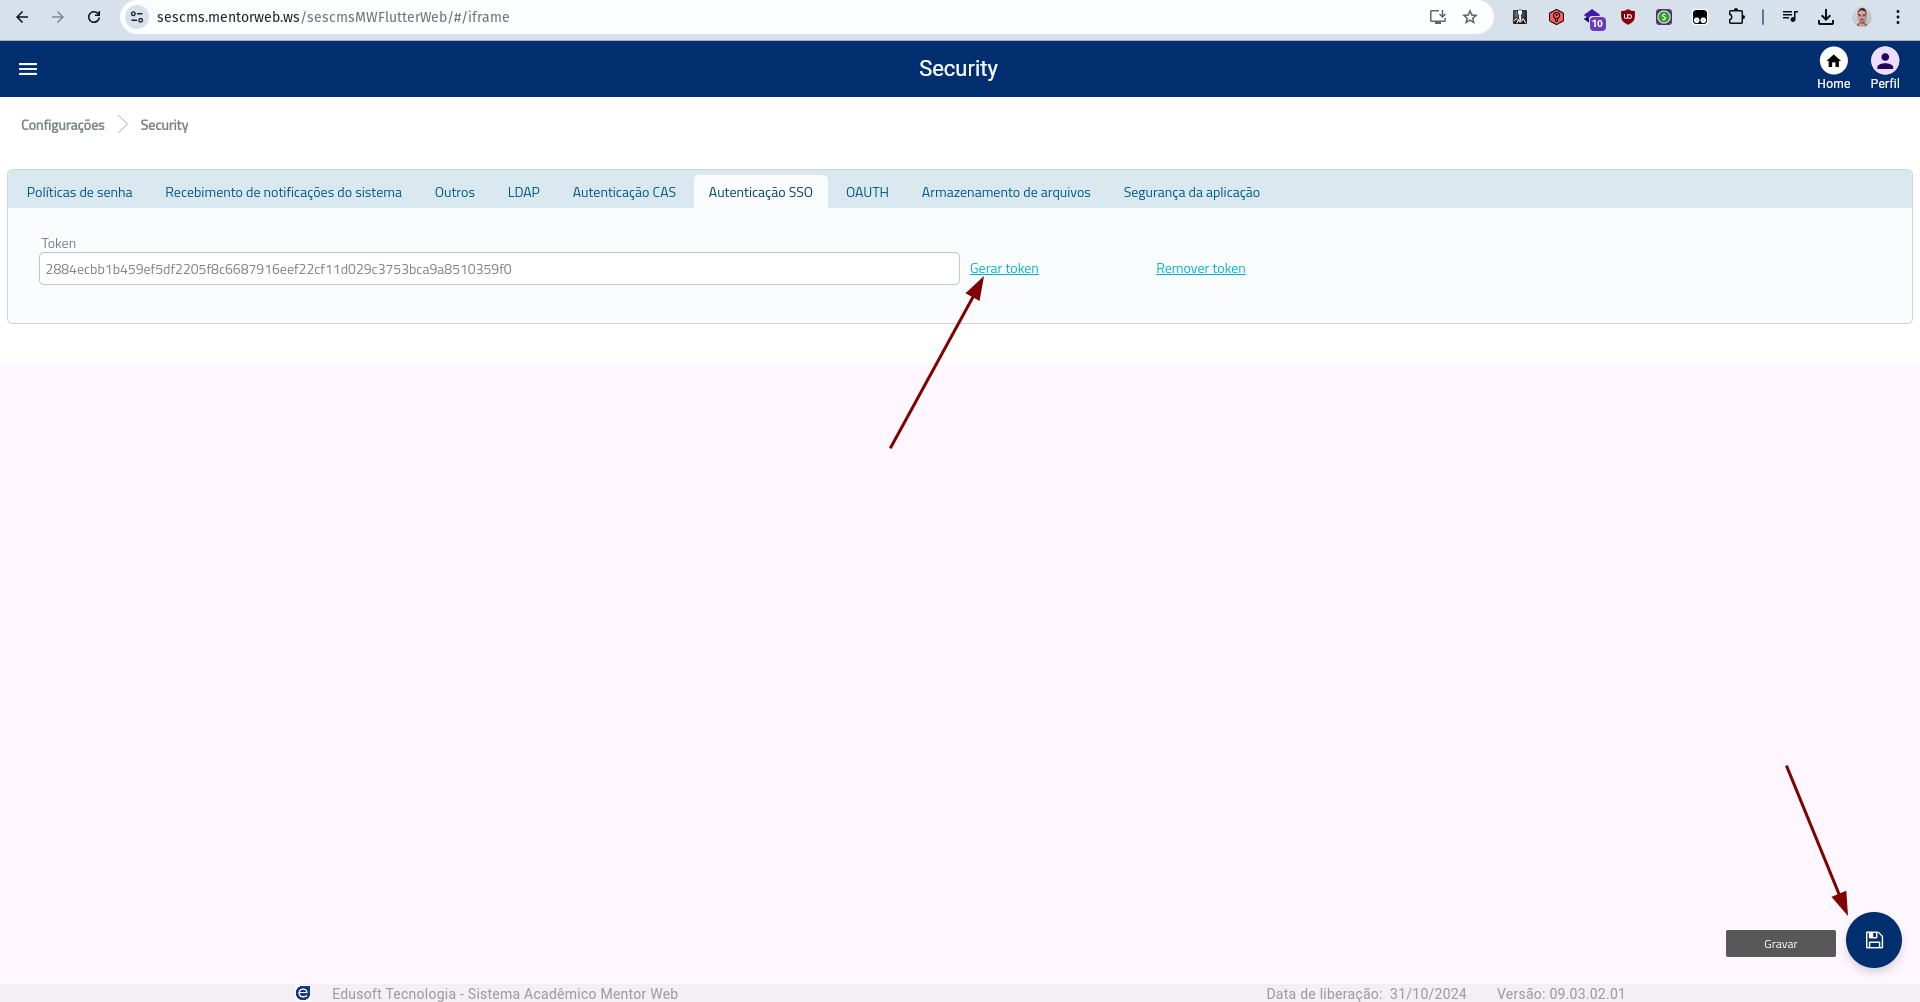 sescms.mentorweb.ws/sescmsMWFlutterWeb/#/iframe
10
Security
Home
Perfil
Configurações
Security
Políticas de senha
Recebimento de notificações do sistema
Outros
LDAP
Autenticação CAS
Autenticação SSO
OAUTH
Armazenamento de arquivos
Segurança da aplicação
Token
2884ecbb1b459ef5df2205f8c6687916eef22cf11d029c3753bca9a8510359f0
Gerar token
Remover token
Gravar
Edusoft Tecnologia - Sistema Acadêmico Mentor Web
Data de liberação: 31/10/2024
Versão: 09.03.02.01